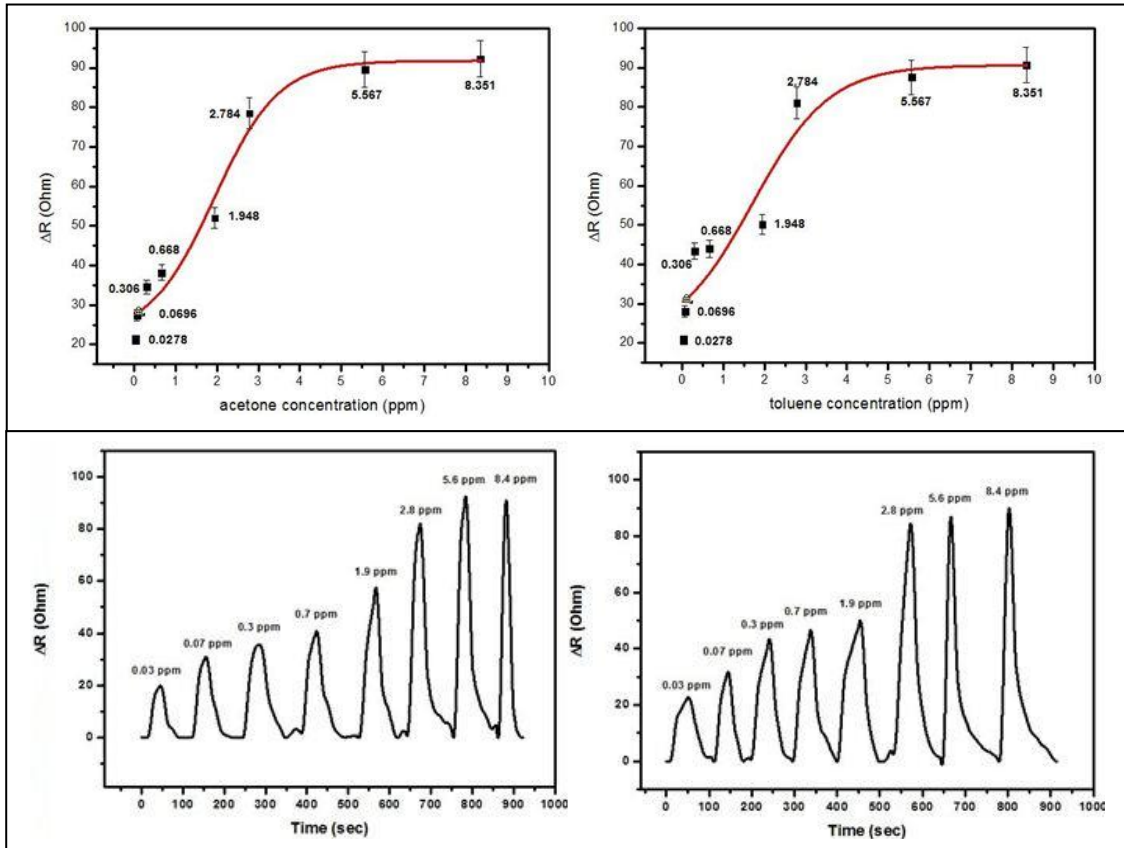 100
90
80
70
60
50
40
30
20
ΔR (Ohm)
2.784
5.567
8.351
1.948
0.668
0.306
0.0696
0.0278
0 1 2 3 4 5 6 7 8 9 10
acetone concentration (ppm)
100
90
80
70
60
50
40
30
20
ΔR (Ohm)
2.784
5.567
8.351
1.948
0.668
0.306
0.0696
0.0278
0 1 2 3 4 5 6 7 8 9 10
toluene concentration (ppm)
100
80
60
40
20
0
ΔR (Ohm)
0.03 ppm
0.07 ppm
0.3 ppm
0.7 ppm
1.9 ppm
2.8 ppm
5.6 ppm
8.4 ppm
0 100 200 300 400 500 600 700 800 900 1000
Time (sec)
100
80
60
40
20
0
ΔR (Ohm)
0.03 ppm
0.07 ppm
0.3 ppm
0.7 ppm
1.9 ppm
2.8 ppm
5.6 ppm
8.4 ppm
0 100 200 300 400 500 600 700 800 900 1000
Time (sec)